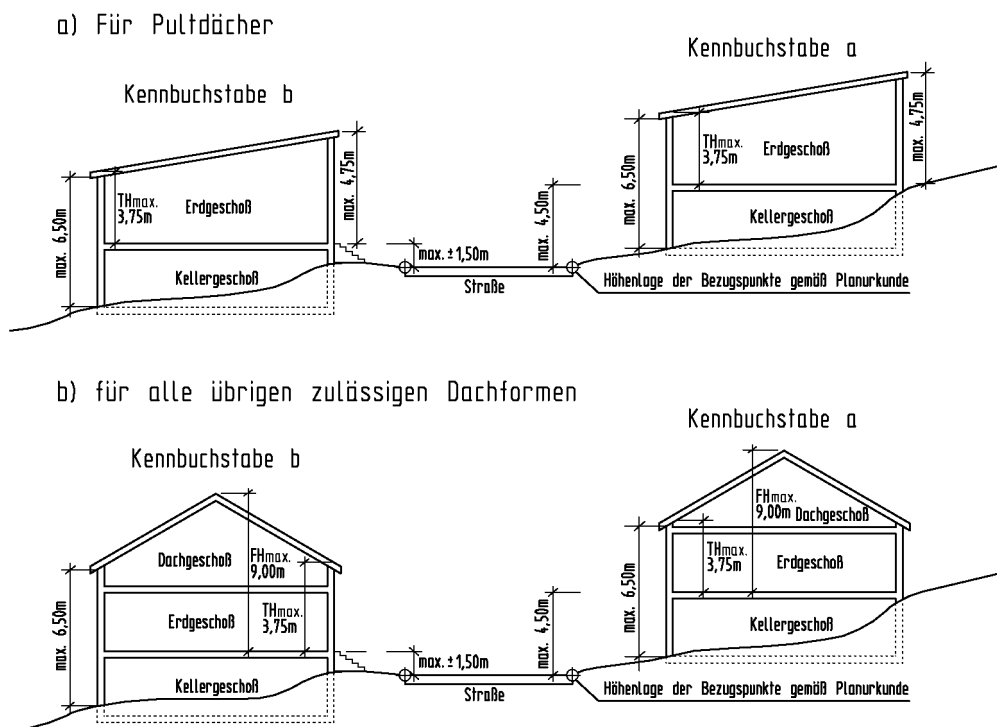 a) Für Pultdächer
Kennbuchstabe a
Kennbuchstabe b
max. 4,75m
THmax.
3,75m
Erdgeschoß
max. 6,50m
max. 4,75m
THmax.
3,75m
Erdgeschoß
max. 6,50m
max. 4,50m
Kellergeschoß
max. ± 1,50m
Kellergeschoß
Straße
Höhenlage der Bezugspunkte gemäß Planurkunde
b) für alle übrigen zulässigen Dachformen
Kennbuchstabe a
Kennbuchstabe b
FHmax.
9,00m
Dachgeschoß
THmax.
3,75m
Erdgeschoß
max. 6,50m
Dachgeschoß
FHmax.
9,00m
THmax.
3,75m
Erdgeschoß
max. 6,50m
max. 4,50m
Kellergeschoß
max. ± 1,50m
Kellergeschoß
Straße
Höhenlage der Bezugspunkte gemäß Planurkunde